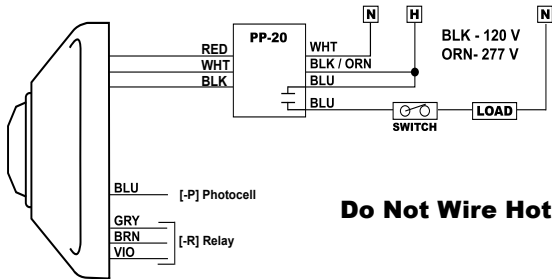 N H N
PP-20
BLK - 120 V
ORN- 277 V
RED
WHT
BLK
WHT
BLK / ORN
BLU
BLU
SWITCH
LOAD
BLU
[-P] Photocell
GRY
BRN
VIO
[-R] Relay
Do Not Wire Hot